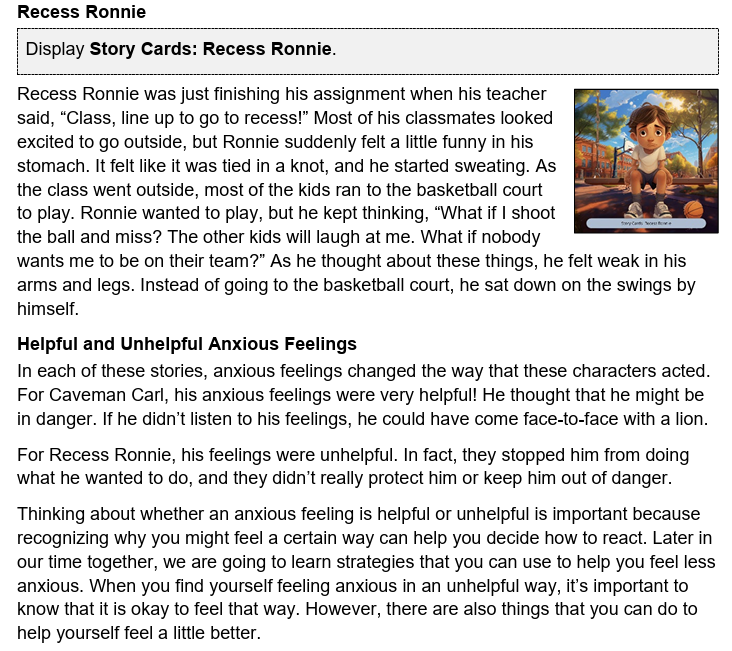 Recess Ronnie
Display Story Cards: Recess Ronnie.
Recess Ronnie was just finishing his assignment when his teacher
said, “Class, line up to go to recess!” Most of his classmates looked
excited to go outside, but Ronnie suddenly felt a little funny in his
stomach. It felt like it was tied in a knot, and he started sweating. As
the class went outside, most of the kids ran to the basketball court
to play. Ronnie wanted to play, but he kept thinking, “What if I shoot
the ball and miss? The other kids will laugh at me. What if nobody
wants me to be on their team?” As he thought about these things, he felt weak in his
arms and legs. Instead of going to the basketball court, he sat down on the swings by
himself.
Story Cards: Recess Ronnie
Helpful and Unhelpful Anxious Feelings
In each of these stories, anxious feelings changed the way that these characters acted.
For Caveman Carl, his anxious feelings were very helpful! He thought that he might be
in danger. If he didn’t listen to his feelings, he could have come face-to-face with a lion.
For Recess Ronnie, his feelings were unhelpful. In fact, they stopped him from doing
what he wanted to do, and they didn’t really protect him or keep him out of danger.
Thinking about whether an anxious feeling is helpful or unhelpful is important because
recognizing why you might feel a certain way can help you decide how to react. Later in
our time together, we are going to learn strategies that you can use to help you feel less
anxious. When you find yourself feeling anxious in an unhelpful way, it’s important to
know that it is okay to feel that way. However, there are also things that you can do to
help yourself feel a little better.